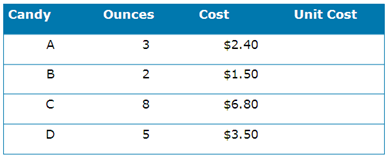 Candy Ounces Cost Unit Cost
A 3 $2.40
B 2 $1.50
C 8 $6.80
D 5 $3.50